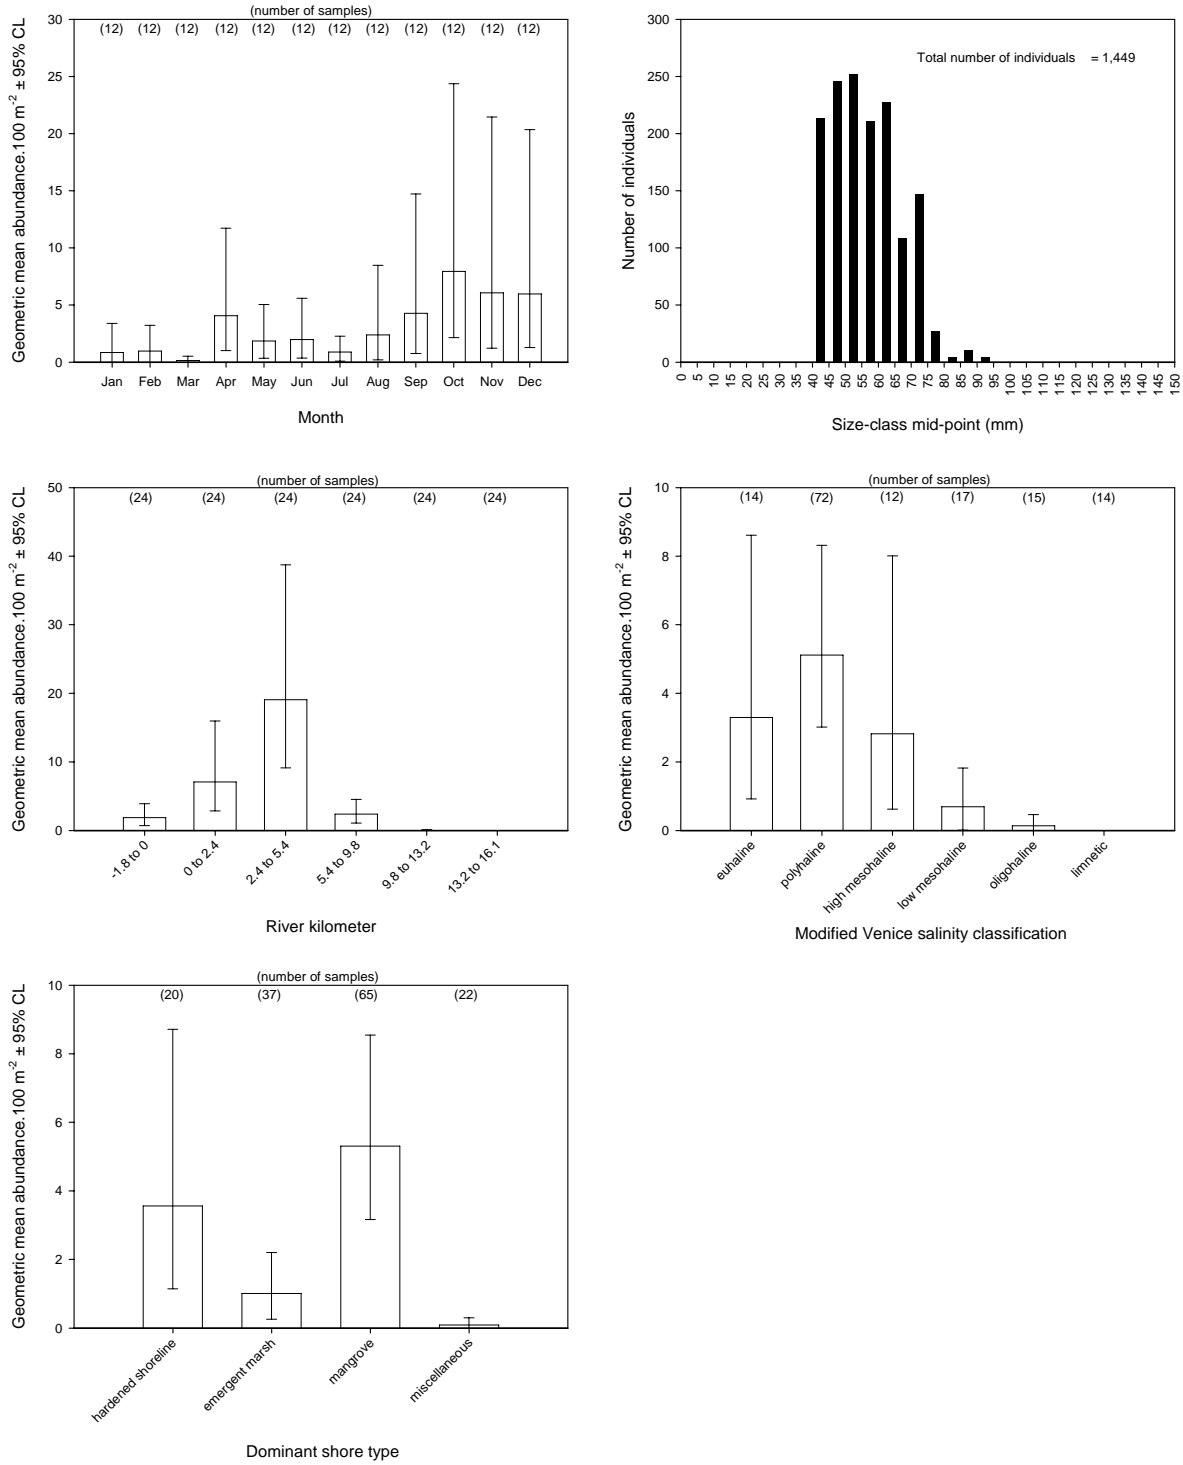 (number of samples)
(12) (12) (12) (12) (12) (12) (12) (12) (12) (12) (12) (12)
30
25
20
15
10
5
0
Geometric mean abundance.100 m-2 ± 95% CL
Jan Feb Mar Apr May Jun Jul Aug Sep Oct Nov Dec
Month
Total number of individuals = 1,449
300
250
200
150
100
50
0
Number of individuals
0 5 10 15 20 25 30 35 40 45 50 55 60 65 70 75 80 85 90 95 100 105 110 115 120 125 130 135 140 145 150
Size-class mid-point (mm)
(number of samples)
(24) (24) (24) (24) (24) (24)
50
40
30
20
10
0
Geometric mean abundance.100 m-2 ± 95% CL
-1.8 to 0 0 to 2.4 2.4 to 5.4 5.4 to 9.8 9.8 to 13.2 13.2 to 16.1
River kilometer
(number of samples)
(14) (72) (12) (17) (15) (14)
10
8
6
4
2
0
Geometric mean abundance.100 m-2 ± 95% CL
euhaline polyhaline high mesohaline low mesohaline oligohaline limnetic
Modified Venice salinity classification
(number of samples)
(20) (37) (65) (22)
10
8
6
4
2
0
Geometric mean abundance.100 m-2 ± 95% CL
hardened shoreline emergent marsh mangrove miscellaneous
Dominant shore type